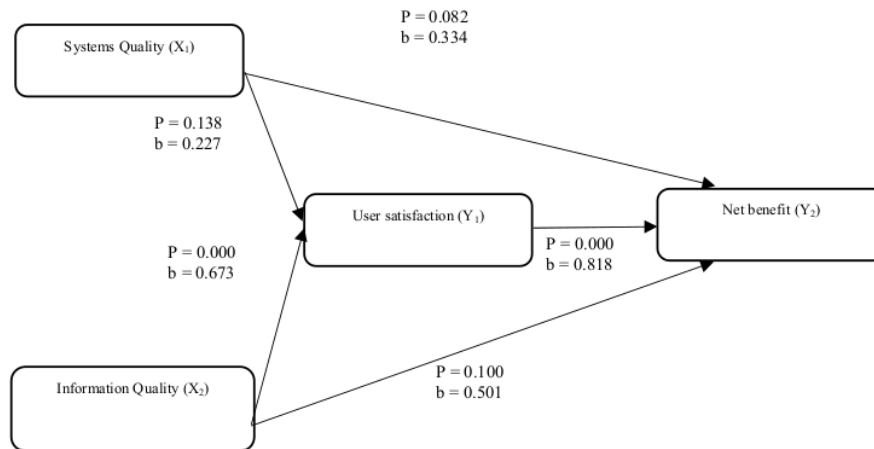 P = 0.082
b = 0.334
Systems Quality (X₁)
P = 0.138
b = 0.227
User satisfaction (Y₁)
Net benefit (Y₂)
P = 0.000
b = 0.673
P = 0.000
b = 0.818
P = 0.100
b = 0.501
Information Quality (X₂)